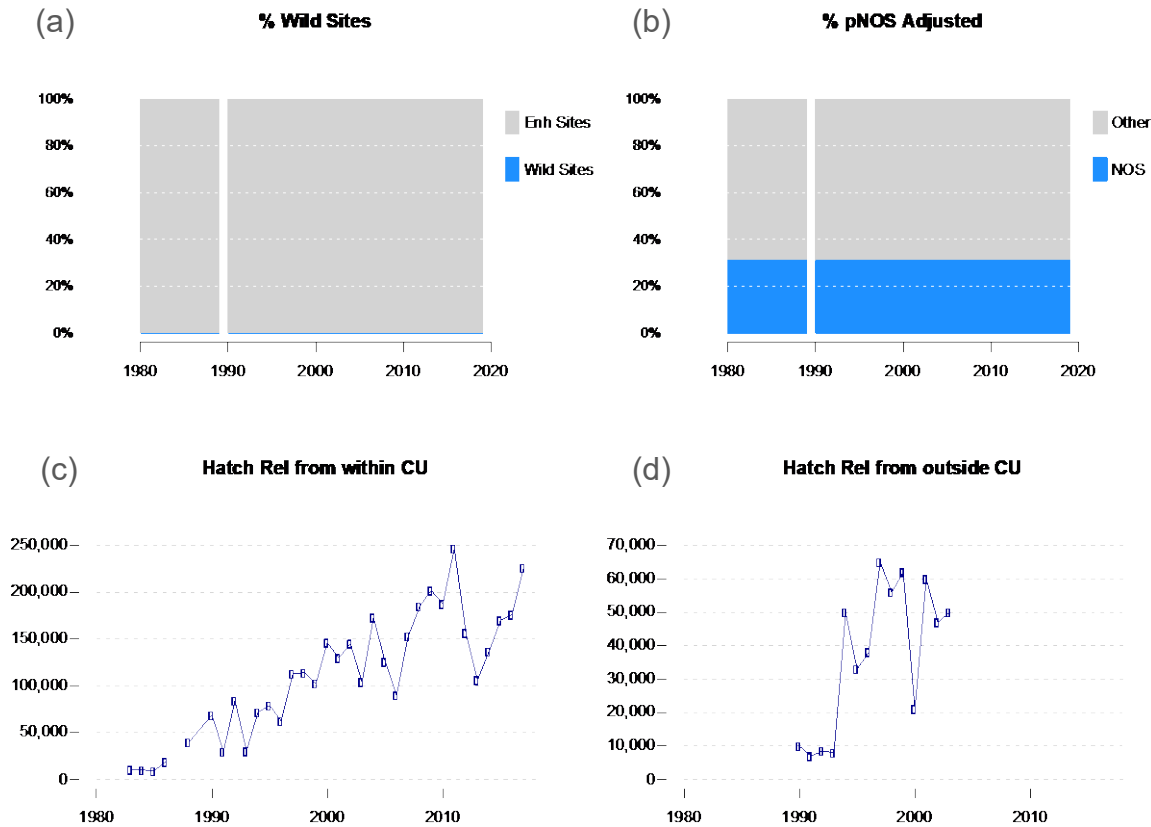 (a)
% Wild Sites
100%
80%
60%
40%
20%
0%
1980 1990 2000 2010 2020
Enh Sites
Wild Sites
(b)
% pNOS Adjusted
100%
80%
60%
40%
20%
0%
1980 1990 2000 2010 2020
Other
NOS
(c)
Hatch Rel from within CU
250,000
200,000
150,000
100,000
50,000
0
1980 1990 2000 2010
(d)
Hatch Rel from outside CU
70,000
60,000
50,000
40,000
30,000
20,000
10,000
0
1980 1990 2000 2010